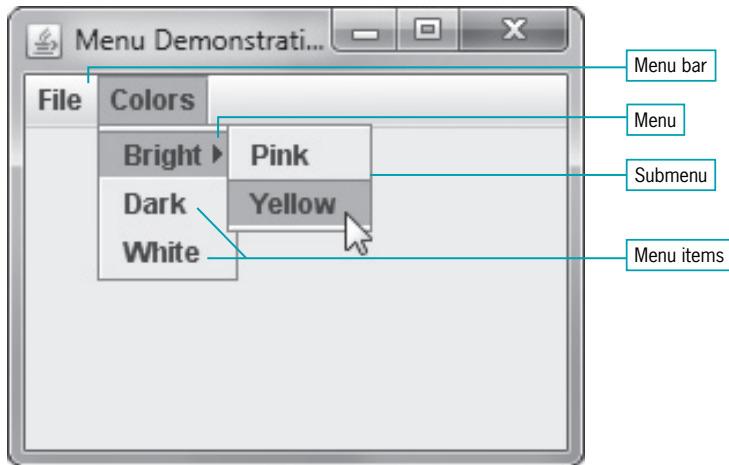 Menu Demonstrati...
File Colors
Bright Pink
Dark Yellow
White
Menu bar
Menu
Submenu
Menu items